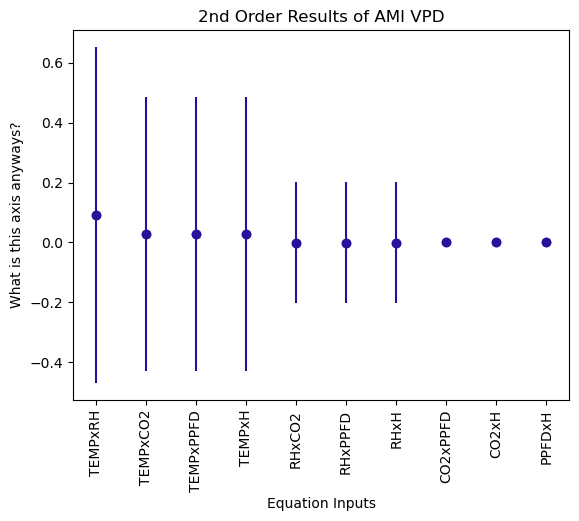 2nd Order Results of AMI VPD
What is this axis anyways?
0.6
0.4
0.2
0.0
−0.2
−0.4
TEMPxRH
TEMPxCO2
TEMPxPPFD
TEMPxH
RHxCO2
RHxPPFD
RHxH
CO2xPPFD
CO2xH
PPFDxH
Equation Inputs